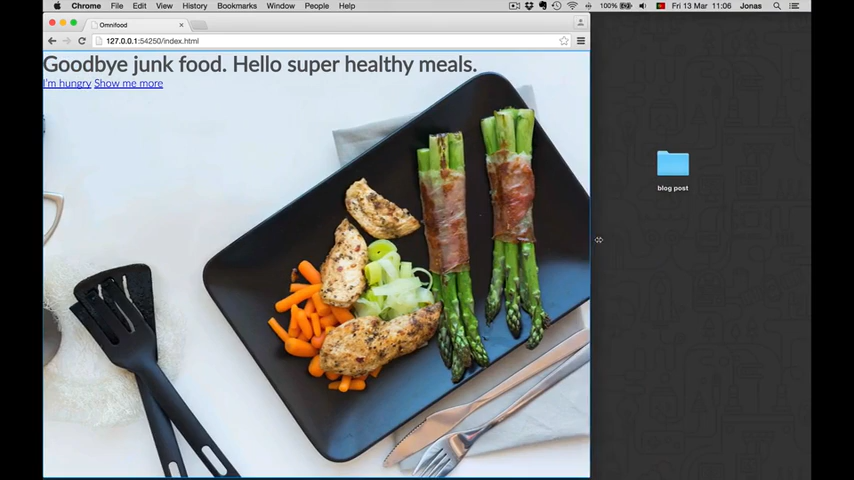 Chrome File Edit View History Bookmarks Window People Help 100% Fri 13 Mar 11:06 Jonas
Omnifood
127.0.0.1:54250/index.html
Goodbye junk food. Hello super healthy meals.
I'm hungry Show me more
blog post